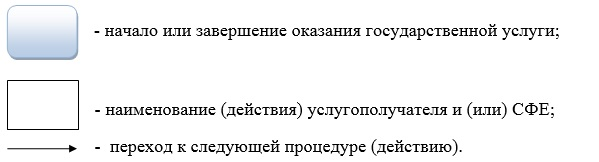 - начало или завершение оказания государственной услуги;
- наименование (действия) услугополучателя и (или) СФЕ;
- переход к следующей процедуре (действию).